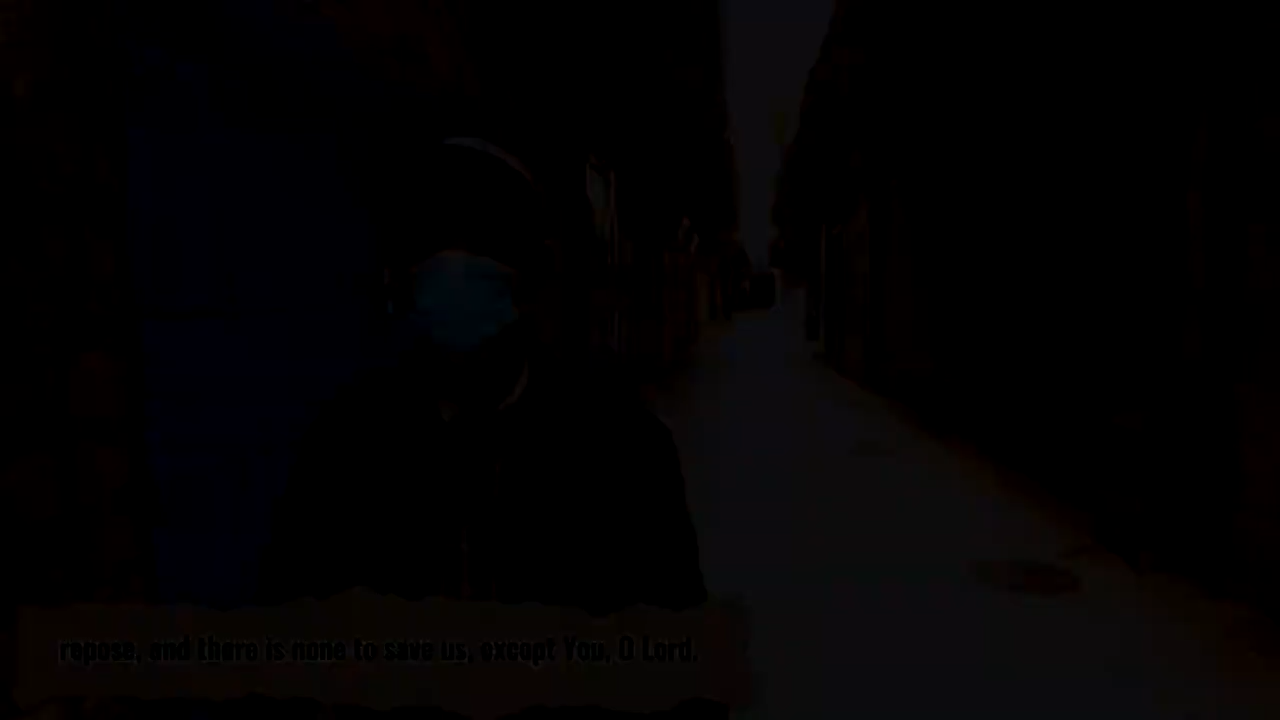 repose, and there is none to save us, except You, O Lord.